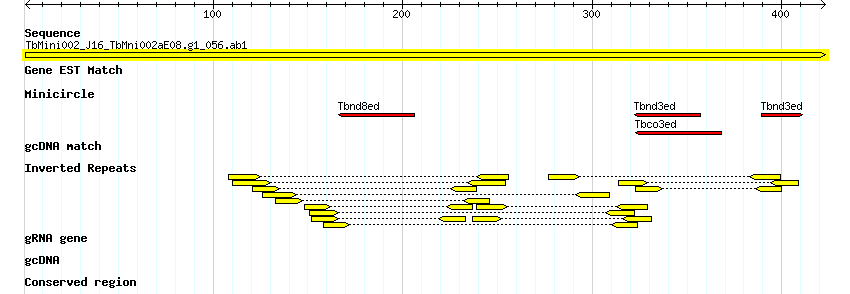 100 200 300 400
Sequence
TbMini002_J16_TbMni002aE08.g1_056.ab1
Gene EST Match
Minicircle
Tbnd8ed Tbnd3ed Tbnd3ed
Tbco3ed
gcDNA match
Inverted Repeats
gRNA gene
gcDNA
Conserved region